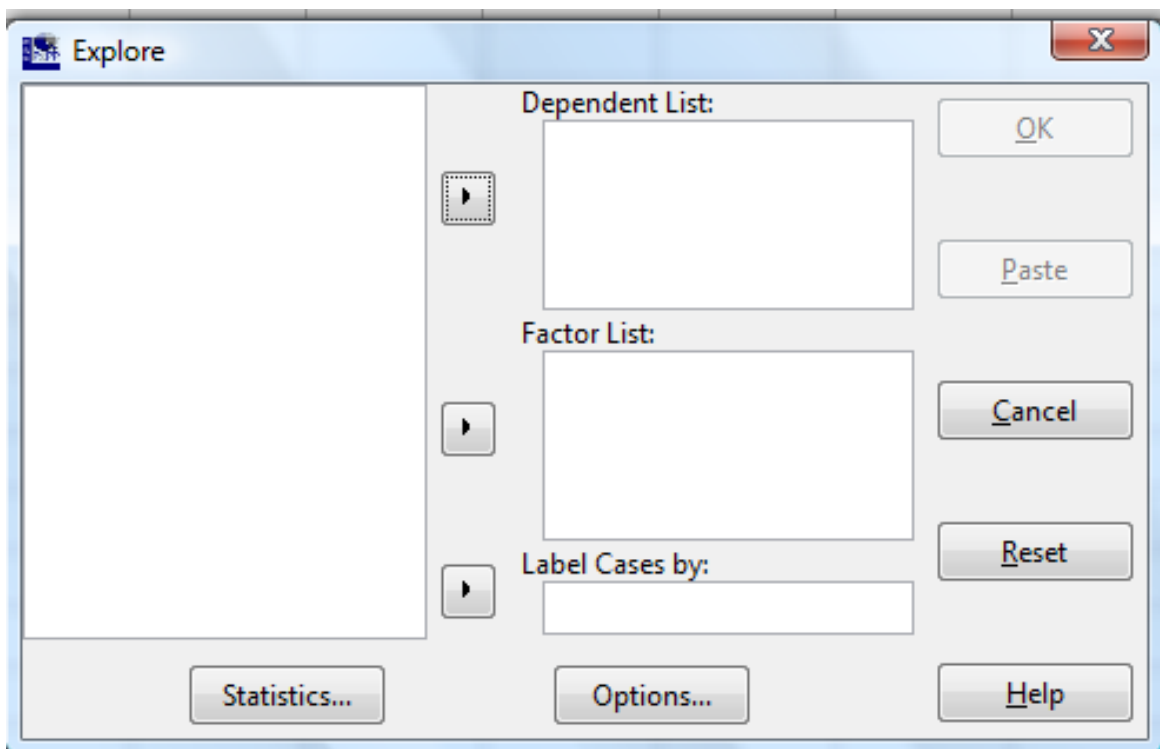 Explore
Dependent List:
OK
Paste
Factor List:
Cancel
Reset
Label Cases by:
Statistics...
Options...
Help